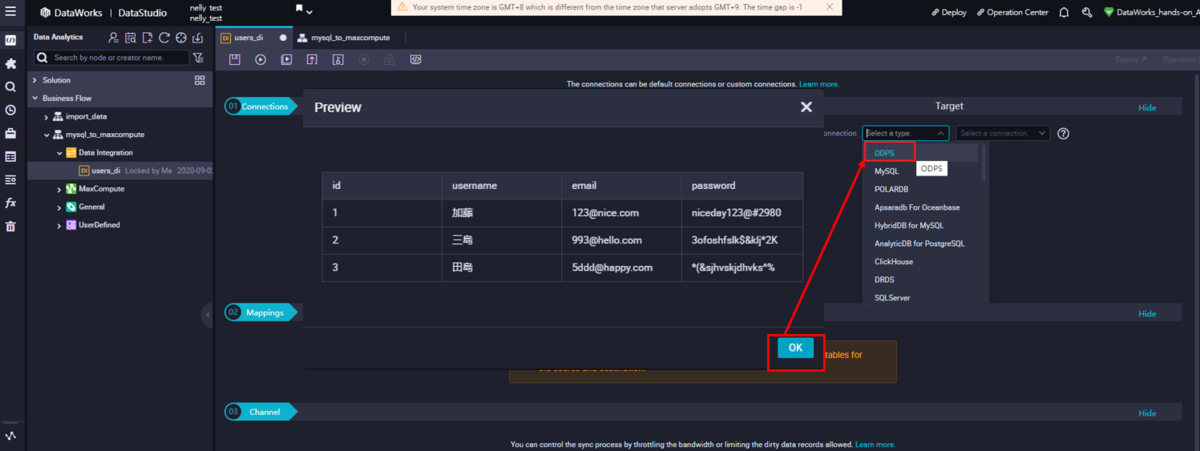 DataWorks | DataStudio
nelly_test
nelly_test
Your system time zone is GMT+8 which is different from the time zone that server adopts GMT+9. The time gap is -1
Deploy
Operation Center
DataWorks_hands-on_A
Data Analytics
users_di
mysql_to_maxcompute
Search by node or creator name.
Solution
Business Flow
import_data
mysql_to_maxcompute
Data Integration
users_di Locked by Me 2020-09-0
MaxCompute
General
UserDefined
Deploy
Operation
The connections can be default connections or custom connections. Learn more.
01 Connections
Target
Hide
Preview
id username email password
1 加藤 123@nice.com niceday123@#2980
2 三島 993@hello.com 3ofoshfslk$&klj*2K
3 田島 5ddd@happy.com *(&sjhvskjdhvks^%
OK
onnection
Select a type.
Select a connection.
ODPS
ODPS
MySQL
POLARDB
Apsaradb For Oceanbase
HybridDB for MySQL
AnalyticDB for PostgreSQL
ClickHouse
DRDS
SQLServer
02 Mappings
Hide
tables for
03 Channel
Hide
You can control the sync process by throttling the bandwidth or limiting the dirty data records allowed. Learn more.